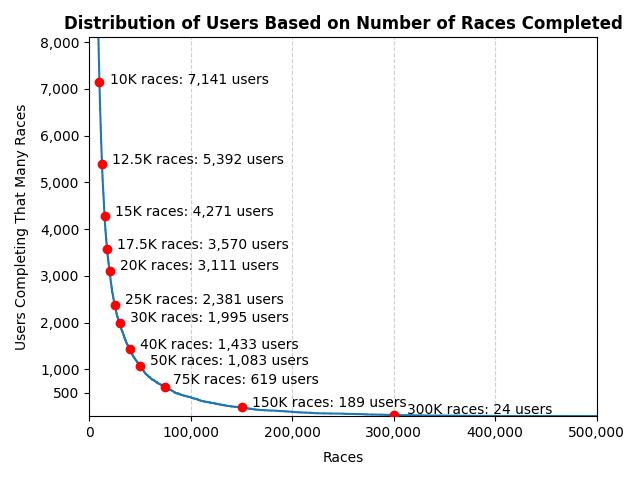 Distribution of Users Based on Number of Races Completed
Users Completing That Many Races
8,000
7,000
6,000
5,000
4,000
3,000
2,000
1,000
500
10K races: 7,141 users
12.5K races: 5,392 users
15K races: 4,271 users
17.5K races: 3,570 users
20K races: 3,111 users
25K races: 2,381 users
30K races: 1,995 users
40K races: 1,433 users
50K races: 1,083 users
75K races: 619 users
150K races: 189 users
300K races: 24 users
0 100,000 200,000 300,000 400,000 500,000
Races